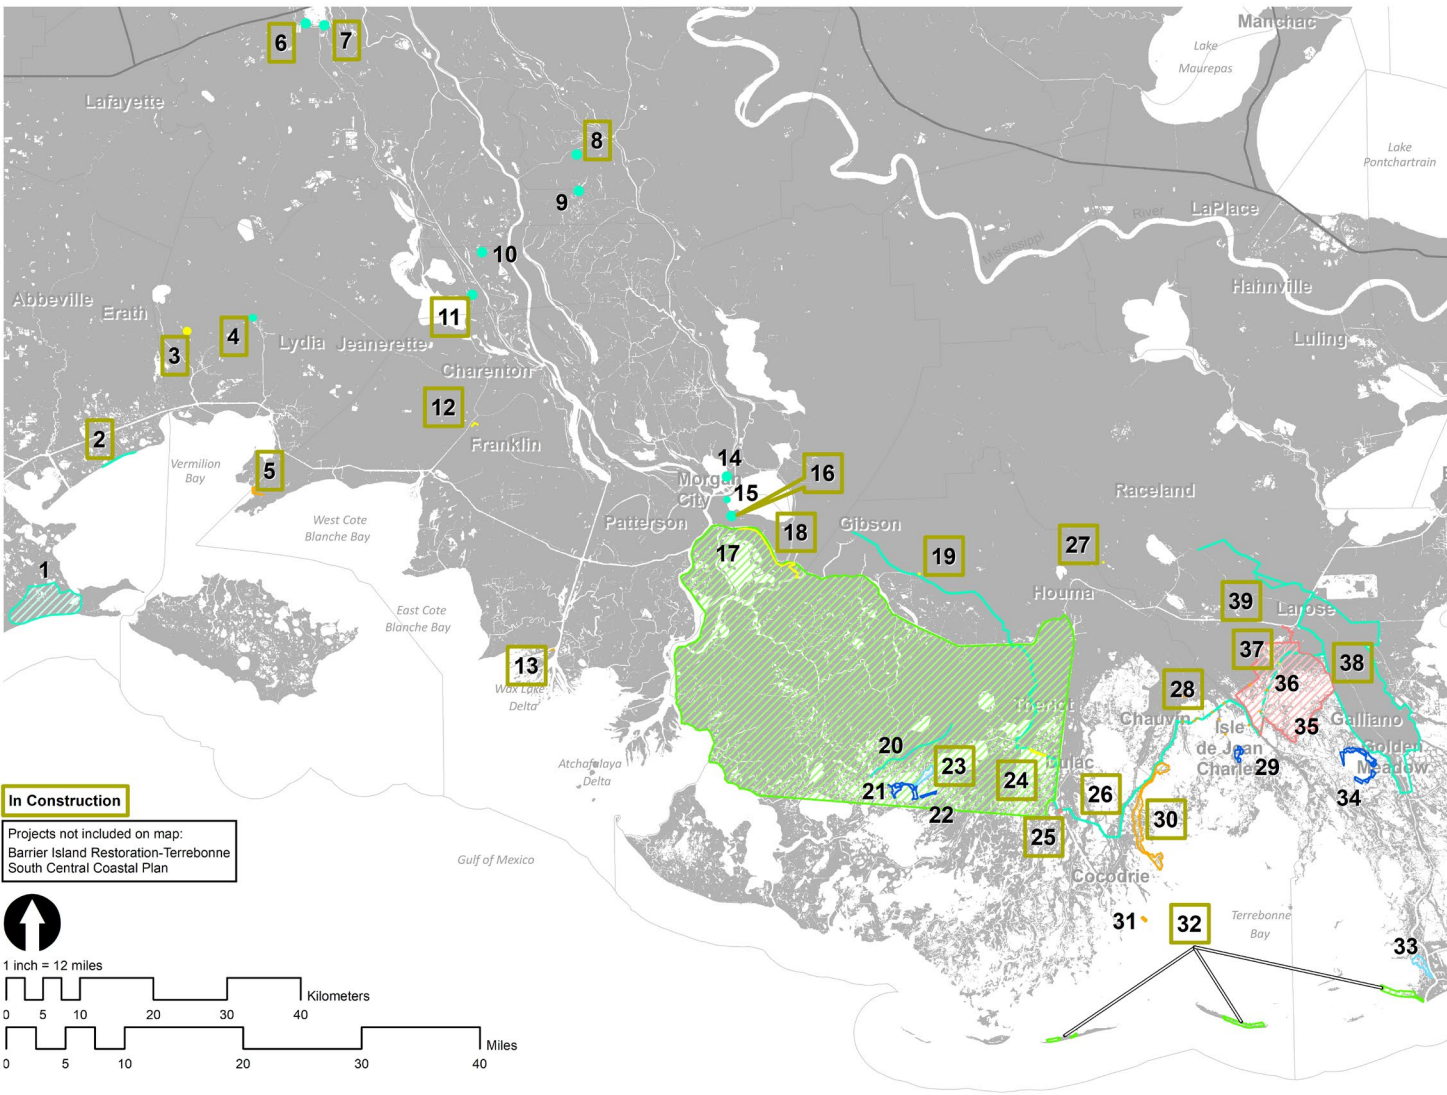 Manchac
Lake
Maurepas
6
7
Lafayette
8
Lake
Pontchartrain
9
LaPlace
River
Mississippi
10
Hahnville
Abbeville
Erath
11
4
Lydia
Jeanerette
Luling
3
Charenton
12
2
Franklin
Vermilion
Bay
5
14
Morgan
City
15
16
Raceland
West Cote
Blanche Bay
Patterson
18
Gibson
17
19
27
1
Houma
East Cote
Blanche Bay
39
Larose
37
38
13
Wax Lake
Delta
36
28
Theriot
Chauvin
Isle
de Jean
Charles
35
Galliano
Golden
Meadow
20
23
24
Dulac
29
Atchafalaya
Delta
21
22
26
34
In Construction
30
25
Projects not included on map:
Barrier Island Restoration-Terrebonne
South Central Coastal Plan
Gulf of Mexico
Cocodrie
31
32
Terrebonne
Bay
33
1 inch = 12 miles
Kilometers
0 5 10 20 30 40
Miles
0 5 10 20 30 40